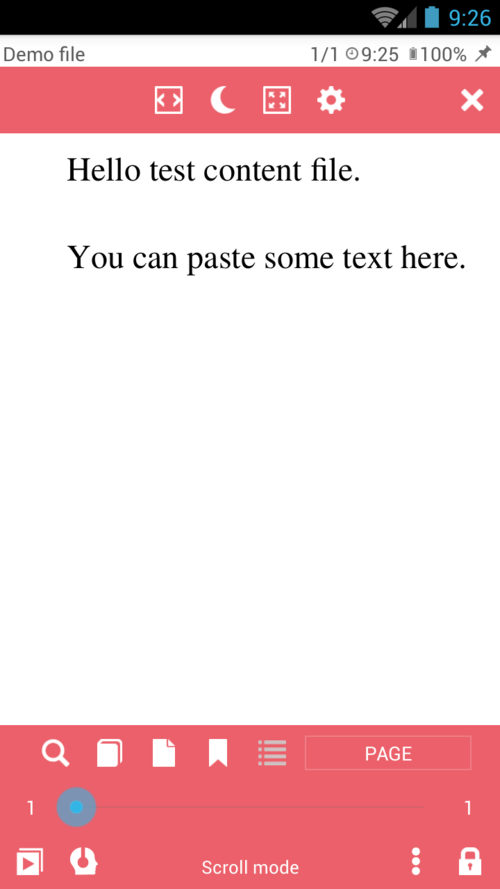 9:26
Demo file 1/1 9:25 100%
Hello test content file.
You can paste some text here.
PAGE
1 1
Scroll mode